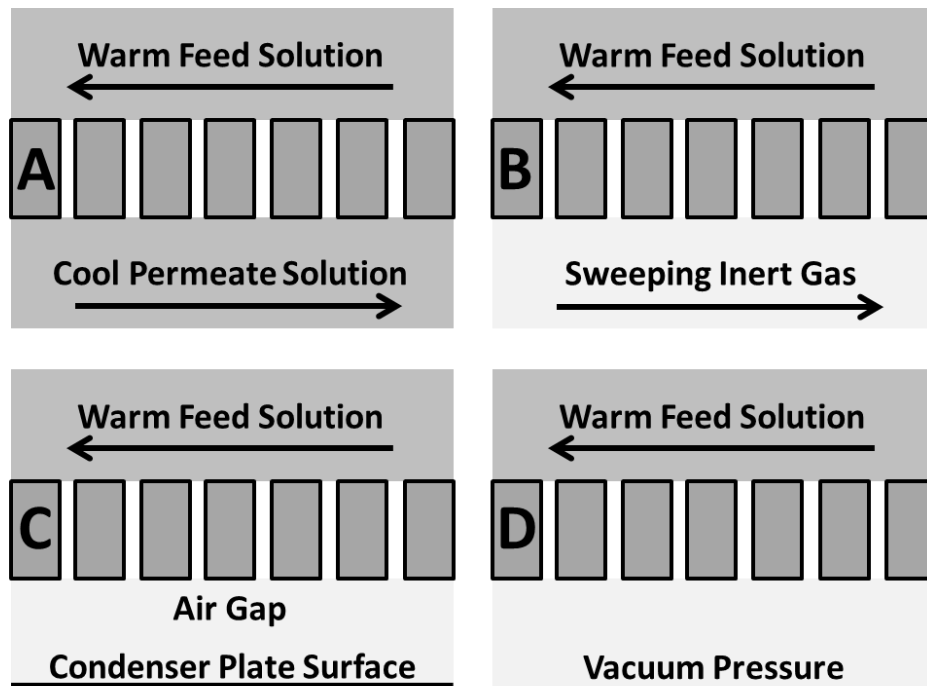 Warm Feed Solution
A
Cool Permeate Solution
Warm Feed Solution
B
Sweeping Inert Gas
Warm Feed Solution
C
Air Gap
Condenser Plate Surface
Warm Feed Solution
D
Vacuum Pressure